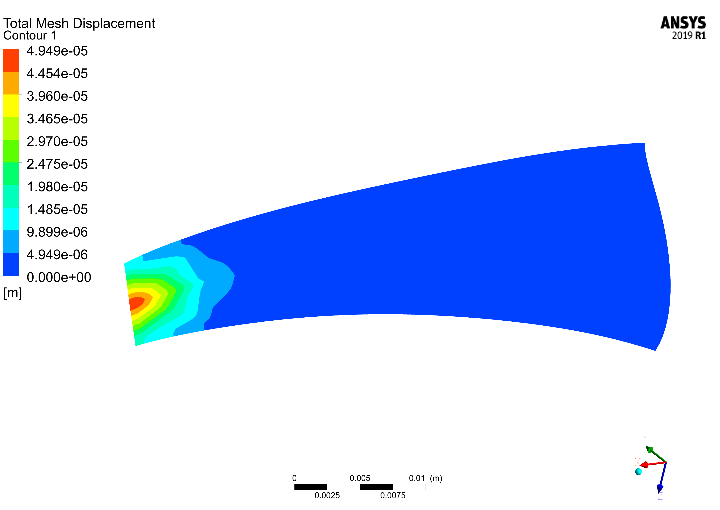 Total Mesh Displacement
Contour 1
4.949e-05
4.454e-05
3.960e-05
3.465e-05
2.970e-05
2.475e-05
1.980e-05
1.485e-05
9.899e-06
4.949e-06
0.000e+00
[m]
ANSYS
2019 R1
0 0.005 0.01 (m)
0.0025 0.0075